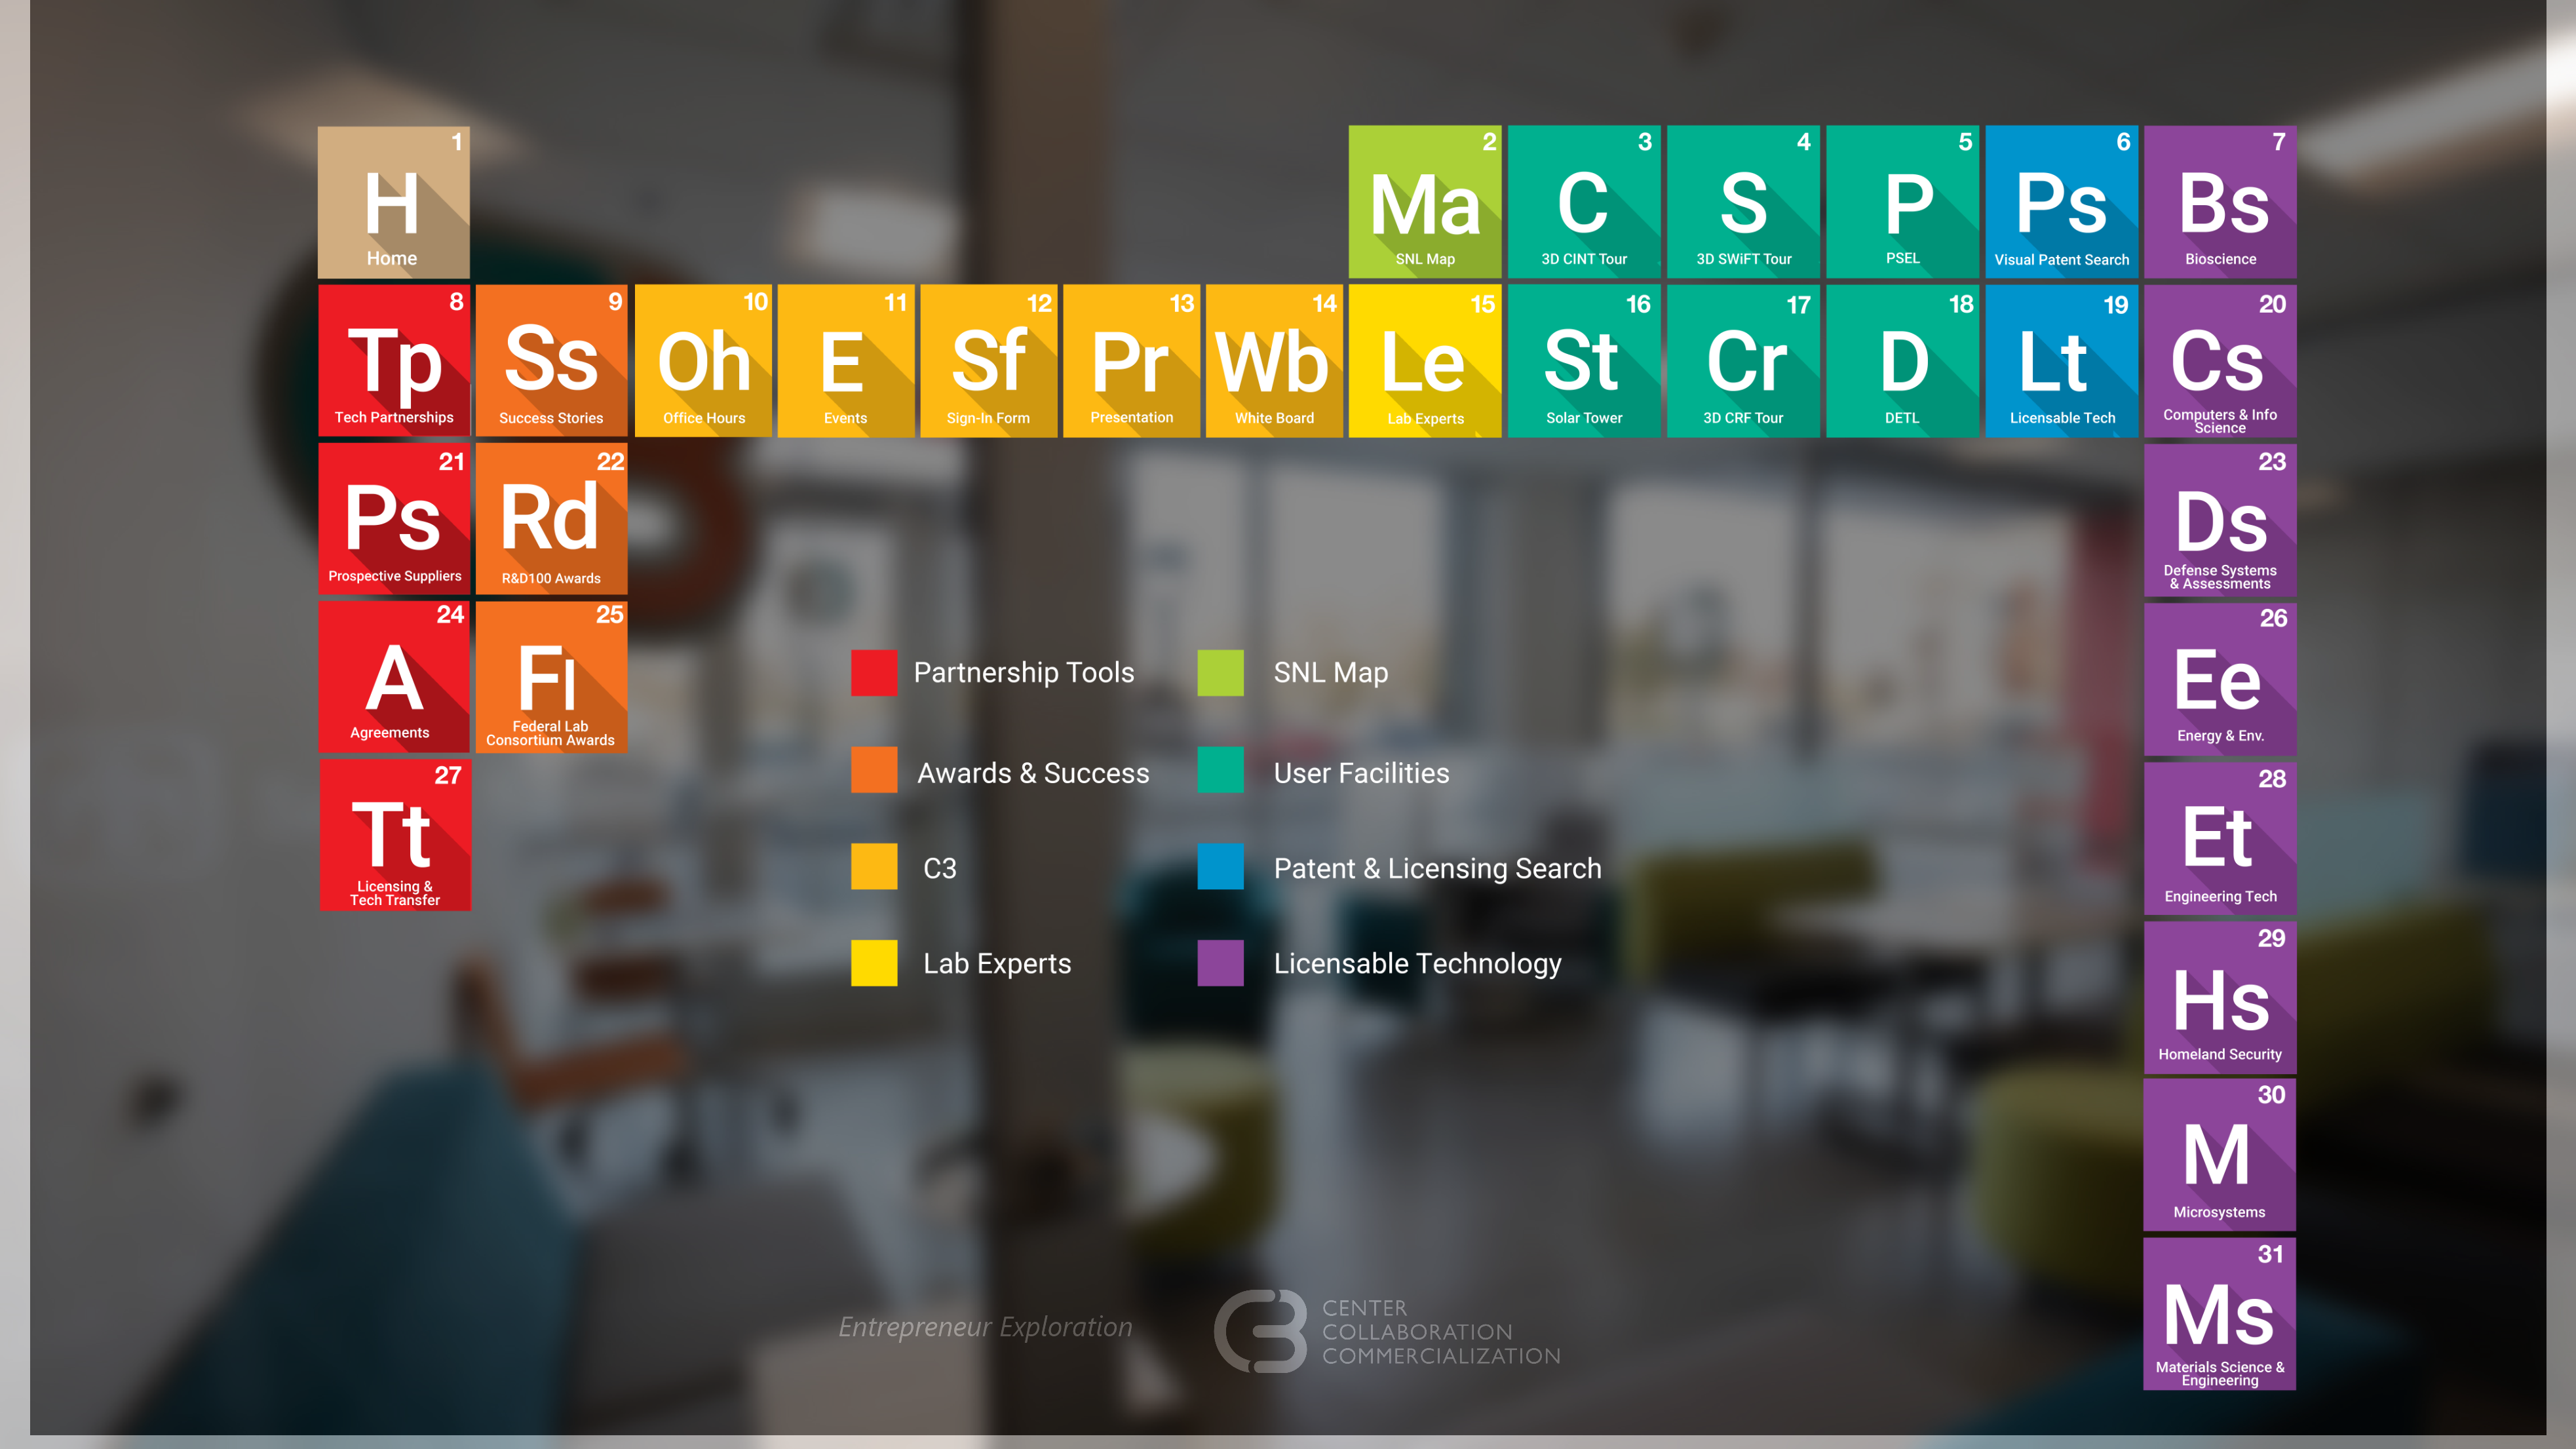 1
H
Home
2
Ma
SNL Map
3
C
3D CINT Tour
4
S
3D SWiFT Tour
5
P
PSEL
6
Ps
Visual Patent Search
7
Bs
Bioscience
8
Tp
Tech Partnerships
9
Ss
Success Stories
10
Oh
Office Hours
11
E
Events
12
Sf
Sign-In Form
13
Pr
Presentation
14
Wb
White Board
15
Le
Lab Experts
16
St
Solar Tower
17
Cr
3D CRF Tour
18
D
DETL
19
Lt
Licensable Tech
20
Cs
Computers & Info
Science
21
Ps
Prospective Suppliers
22
Rd
R&D100 Awards
23
Ds
Defense Systems
& Assessments
24
A
Agreements
25
Fl
Federal Lab
Consortium Awards
26
Ee
Energy & Env.
27
Tt
Licensing &
Tech Transfer
28
Et
Engineering Tech
29
Hs
Homeland Security
30
M
Microsystems
31
Ms
Materials Science &
Engineering
Partnership Tools
Awards & Success
C3
Lab Experts
SNL Map
User Facilities
Patent & Licensing Search
Licensable Technology
Entrepreneur Exploration
C3
CENTER
COLLABORATION
COMMERCIALIZATION